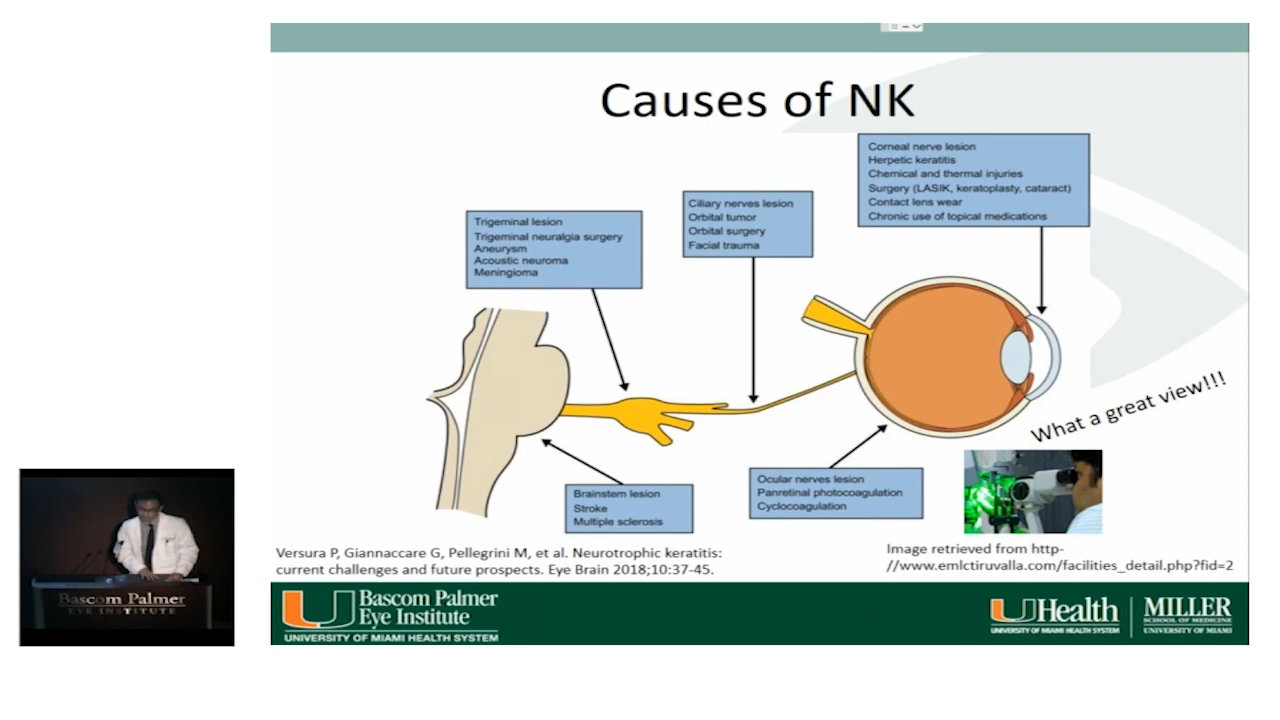 Causes of NK
Corneal nerve lesion
Herpetic keratitis
Chemical and thermal injuries
Surgery (LASIK, keratoplasty, cataract)
Contact lens wear
Chronic use of topical medications
Ciliary nerves lesion
Orbital tumor
Orbital surgery
Facial trauma
Trigeminal lesion
Trigeminal neuralgia surgery
Aneurysm
Acoustic neuroma
Meningioma
What a great view!!!
Ocular nerves lesion
Panretinal photocoagulation
Cyclocoagulation
Brainstem lesion
Stroke
Multiple sclerosis
Versura P, Giannaccare G, Pellegrini M, et al. Neurotrophic keratitis:
current challenges and future prospects. Eye Brain 2018;10:37-45.
Image retrieved from http-
//www.emlctiruvalla.com/facilities_detail.php?fid=2
Bascom Palmer
EYE INSTITUTE
Bascom Palmer
Eye Institute
UNIVERSITY OF MIAMI HEALTH SYSTEM
UHealth
UNIVERSITY OF MIAMI HEALTH SYSTEM
MILLER
SCHOOL OF MEDICINE
UNIVERSITY OF MIAMI